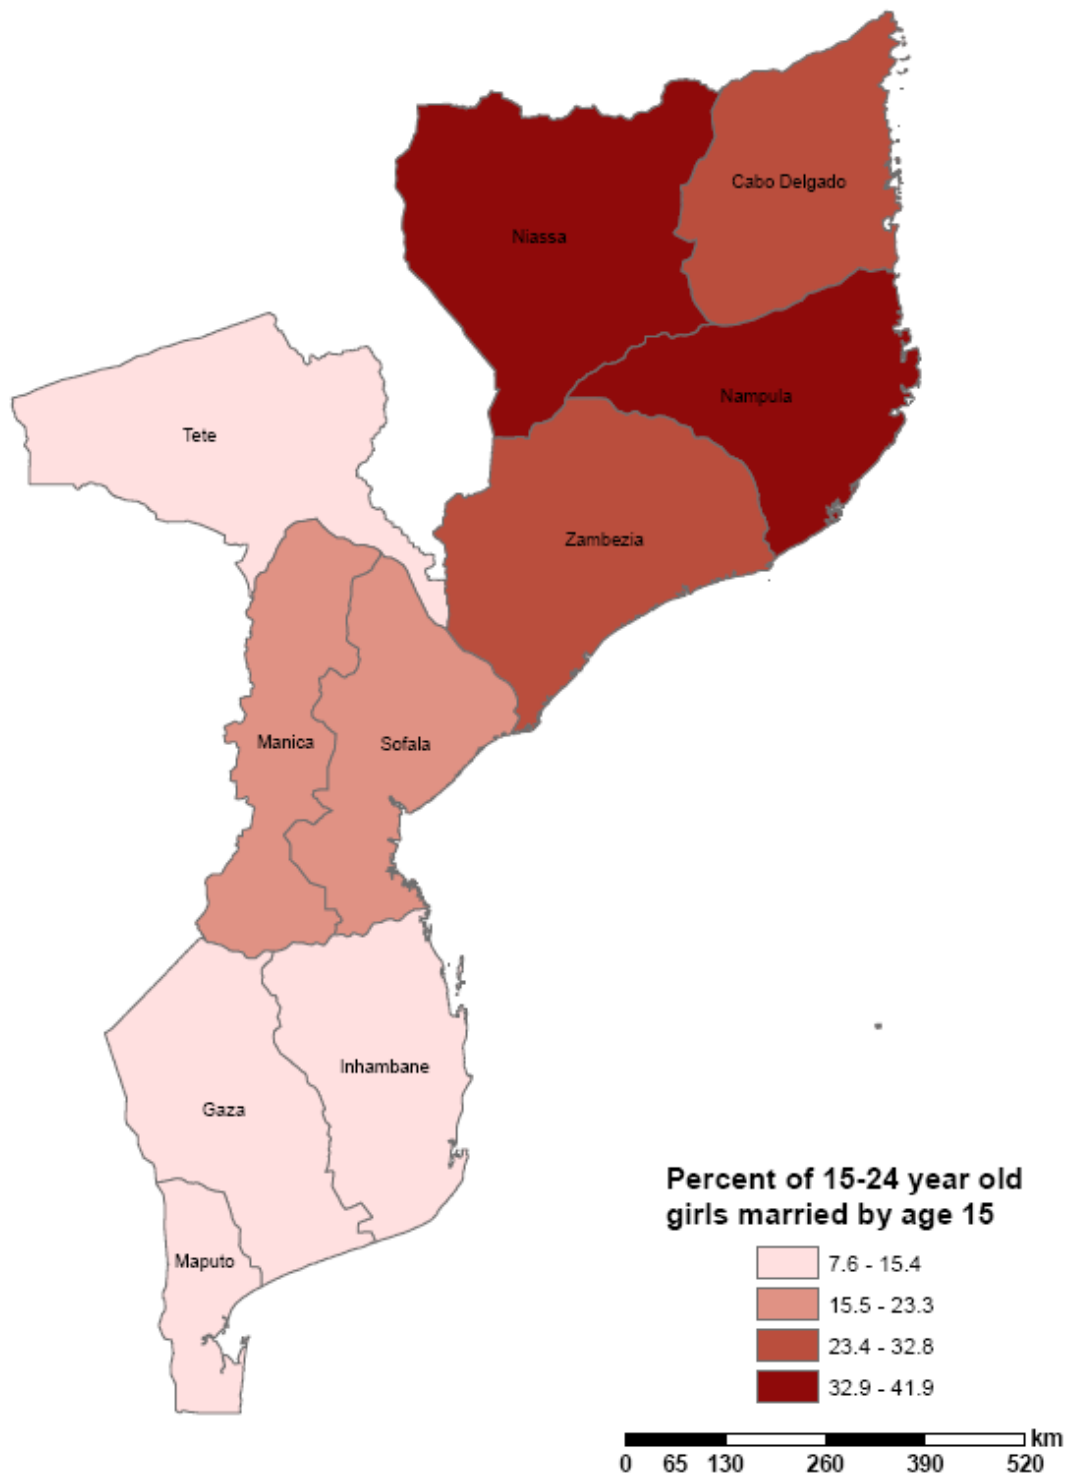 Cabo Delgado
Niassa
Nampula
Tete
Zambezia
Manica
Sofala
Inhambane
Gaza
Maputo
Percent of 15-24 year old
girls married by age 15
7.6 - 15.4
15.5 - 23.3
23.4 - 32.8
32.9 - 41.9
km
0 65 130 260 390 520